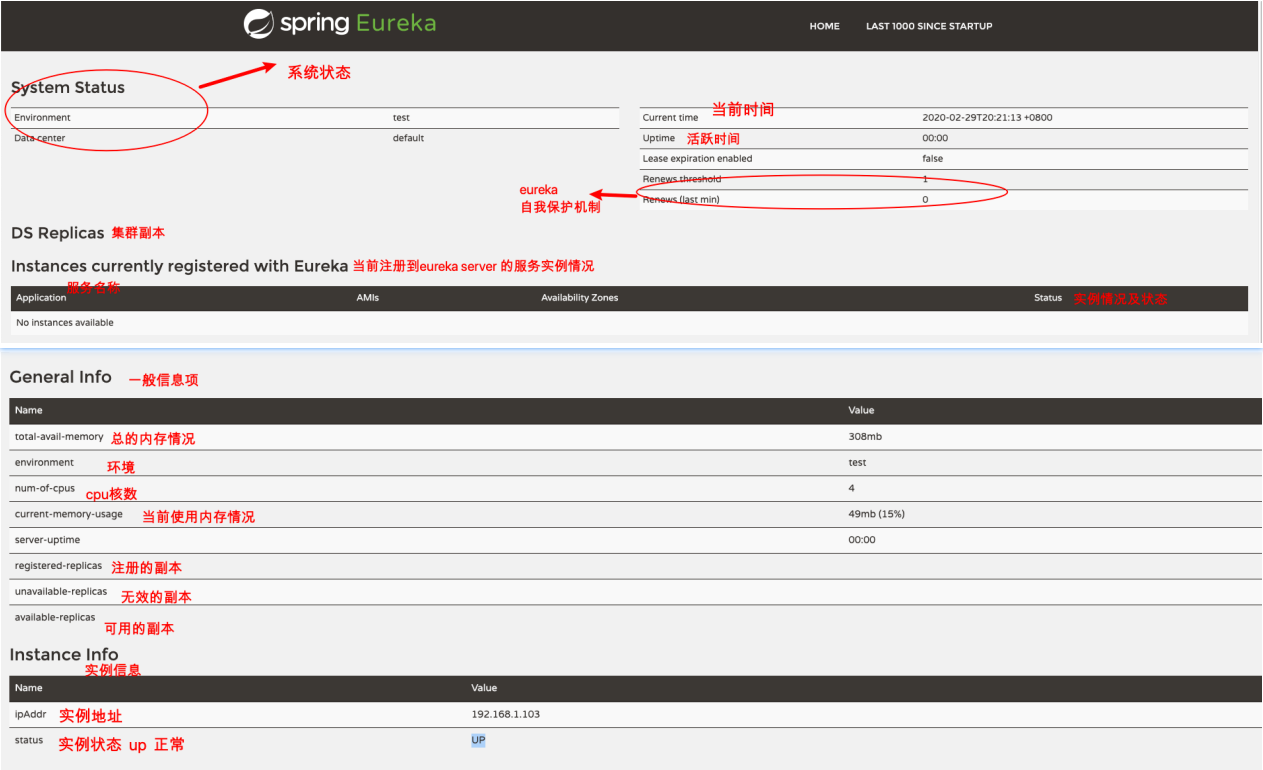 spring Eureka HOME LAST 1000 SINCE STARTUP
系统状态
System Status
当前时间
Environment test Current time 2020-02-29T20:21:13 +0800
Data center default Uptime 活跃时间 00:00
Lease expiration enabled false
Renews threshold 1
eureka
自我保护机制
Renews (last min) 0
DS Replicas 集群副本
Instances currently registered with Eureka 当前注册到eureka server 的服务实例情况
服务名称
Application AMIs Availability Zones Status 实例情况及状态
No instances available
General Info 一般信息项
Name Value
total-avail-memory 总的内存情况 308mb
environment 环境 test
num-of-cpus cpu核数 4
current-memory-usage 当前使用内存情况 49mb (15%)
server-uptime 00:00
registered-replicas 注册的副本
unavailable-replicas 无效的副本
available-replicas 可用的副本
Instance Info
实例信息
Name Value
ipAddr 实例地址 192.168.1.103
status 实例状态 up 正常 UP